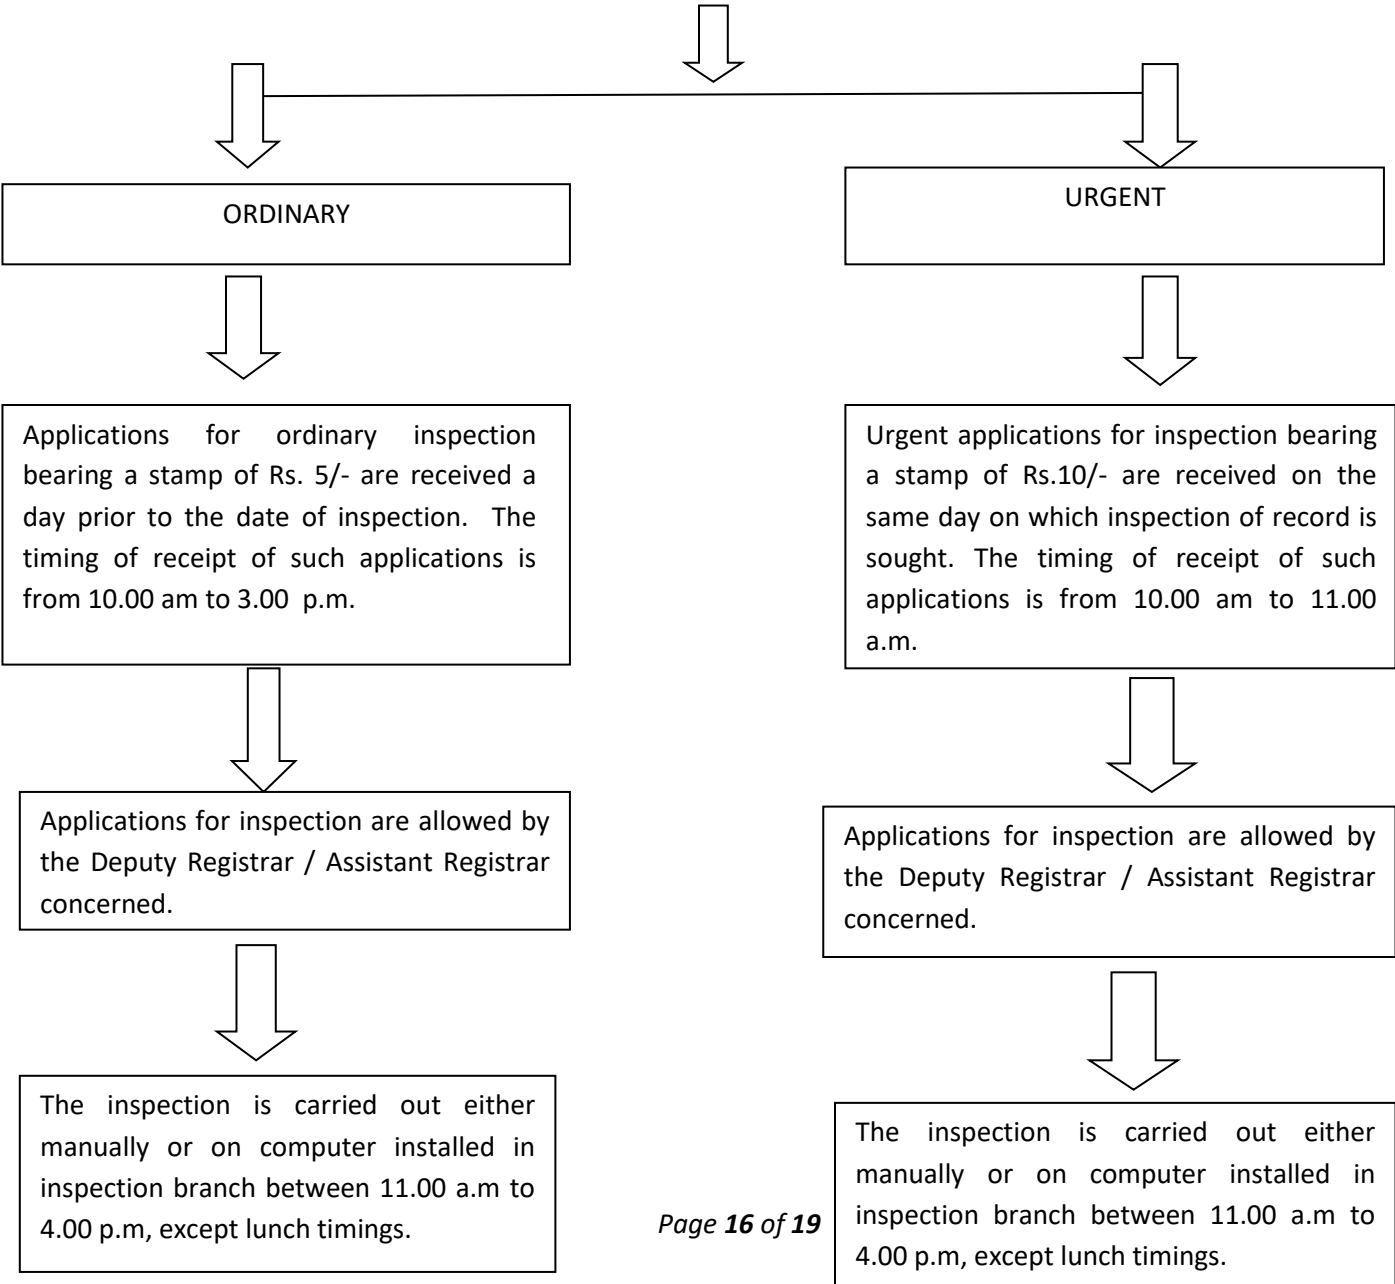 ORDINARY
URGENT
Applications for ordinary inspection
bearing a stamp of Rs. 5/- are received a
day prior to the date of inspection. The
timing of receipt of such applications is
from 10.00 am to 3.00 p.m.
Urgent applications for inspection bearing
a stamp of Rs.10/- are received on the
same day on which inspection of record is
sought. The timing of receipt of such
applications is from 10.00 am to 11.00
a.m.
Applications for inspection are allowed by
the Deputy Registrar / Assistant Registrar
concerned.
Applications for inspection are allowed by
the Deputy Registrar / Assistant Registrar
concerned.
The inspection is carried out either
manually or on computer installed in
inspection branch between 11.00 a.m to
4.00 p.m, except lunch timings.
The inspection is carried out either
manually or on computer installed in
inspection branch between 11.00 a.m to
4.00 p.m, except lunch timings.
Page 16 of 19